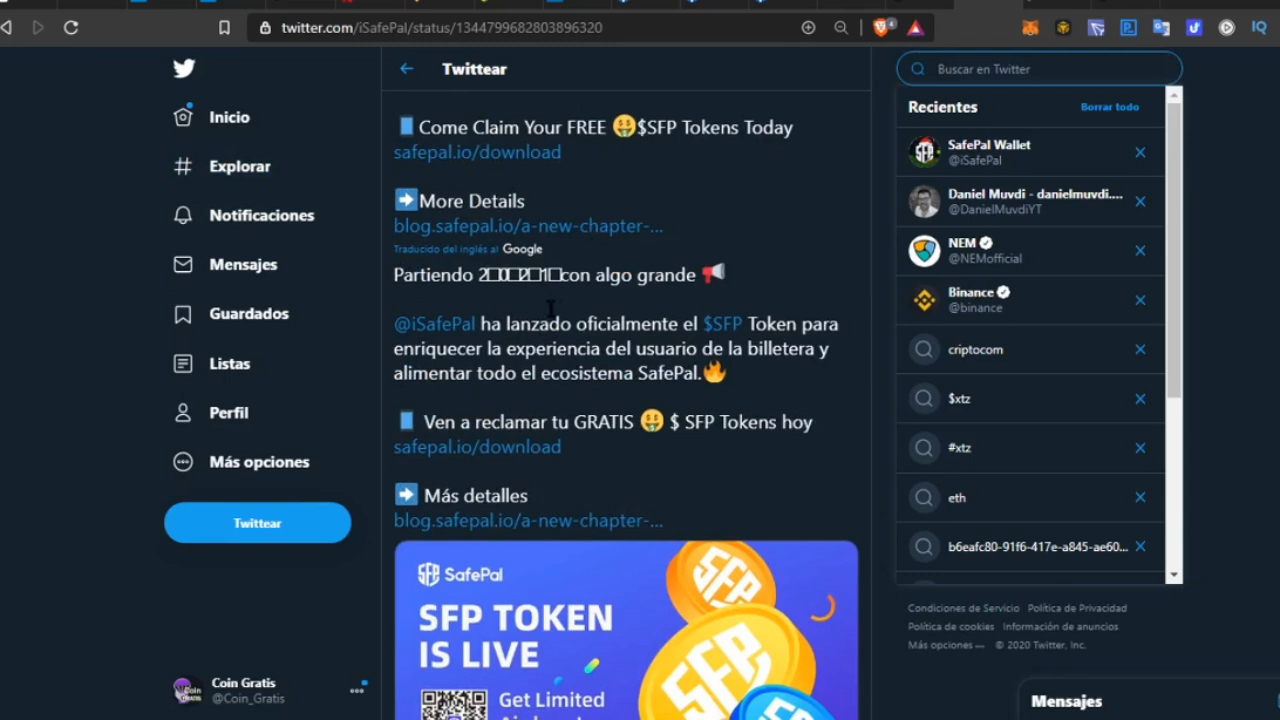 twitter.com/iSafePal/status/1344799682803896320
IQ
Inicio
Explorar
Notificaciones
Mensajes
Guardados
Listas
Perfil
Más opciones
Twittear
Coin Gratis
@Coin_Gratis
Twittear
Come Claim Your FREE 🤑$SFP Tokens Today
safepal.io/download
➡️More Details
blog.safepal.io/a-new-chapter-...
Traducido del inglés al Google
Partiendo 2⃣0⃣2⃣1⃣con algo grande 📢
@iSafePal ha lanzado oficialmente el $SFP Token para
enriquecer la experiencia del usuario de la billetera y
alimentar todo el ecosistema SafePal.🔥
Ven a reclamar tu GRATIS 🤑 $ SFP Tokens hoy
safepal.io/download
➡️ Más detalles
blog.safepal.io/a-new-chapter-...
SafePal
SFP TOKEN
IS LIVE
Get Limited
Buscar en Twitter
Recientes
Borrar todo
SafePal Wallet
@iSafePal
Daniel Muvdi - danielmuvdi....
@DanielMuvdiYT
NEM
@NEMofficial
Binance
@binance
criptocom
$xtz
#xtz
eth
b6eafc80-91f6-417e-a845-ae60...
Condiciones de Servicio Política de Privacidad
Política de cookies Información de anuncios
Más opciones © 2020 Twitter, Inc.
Mensajes